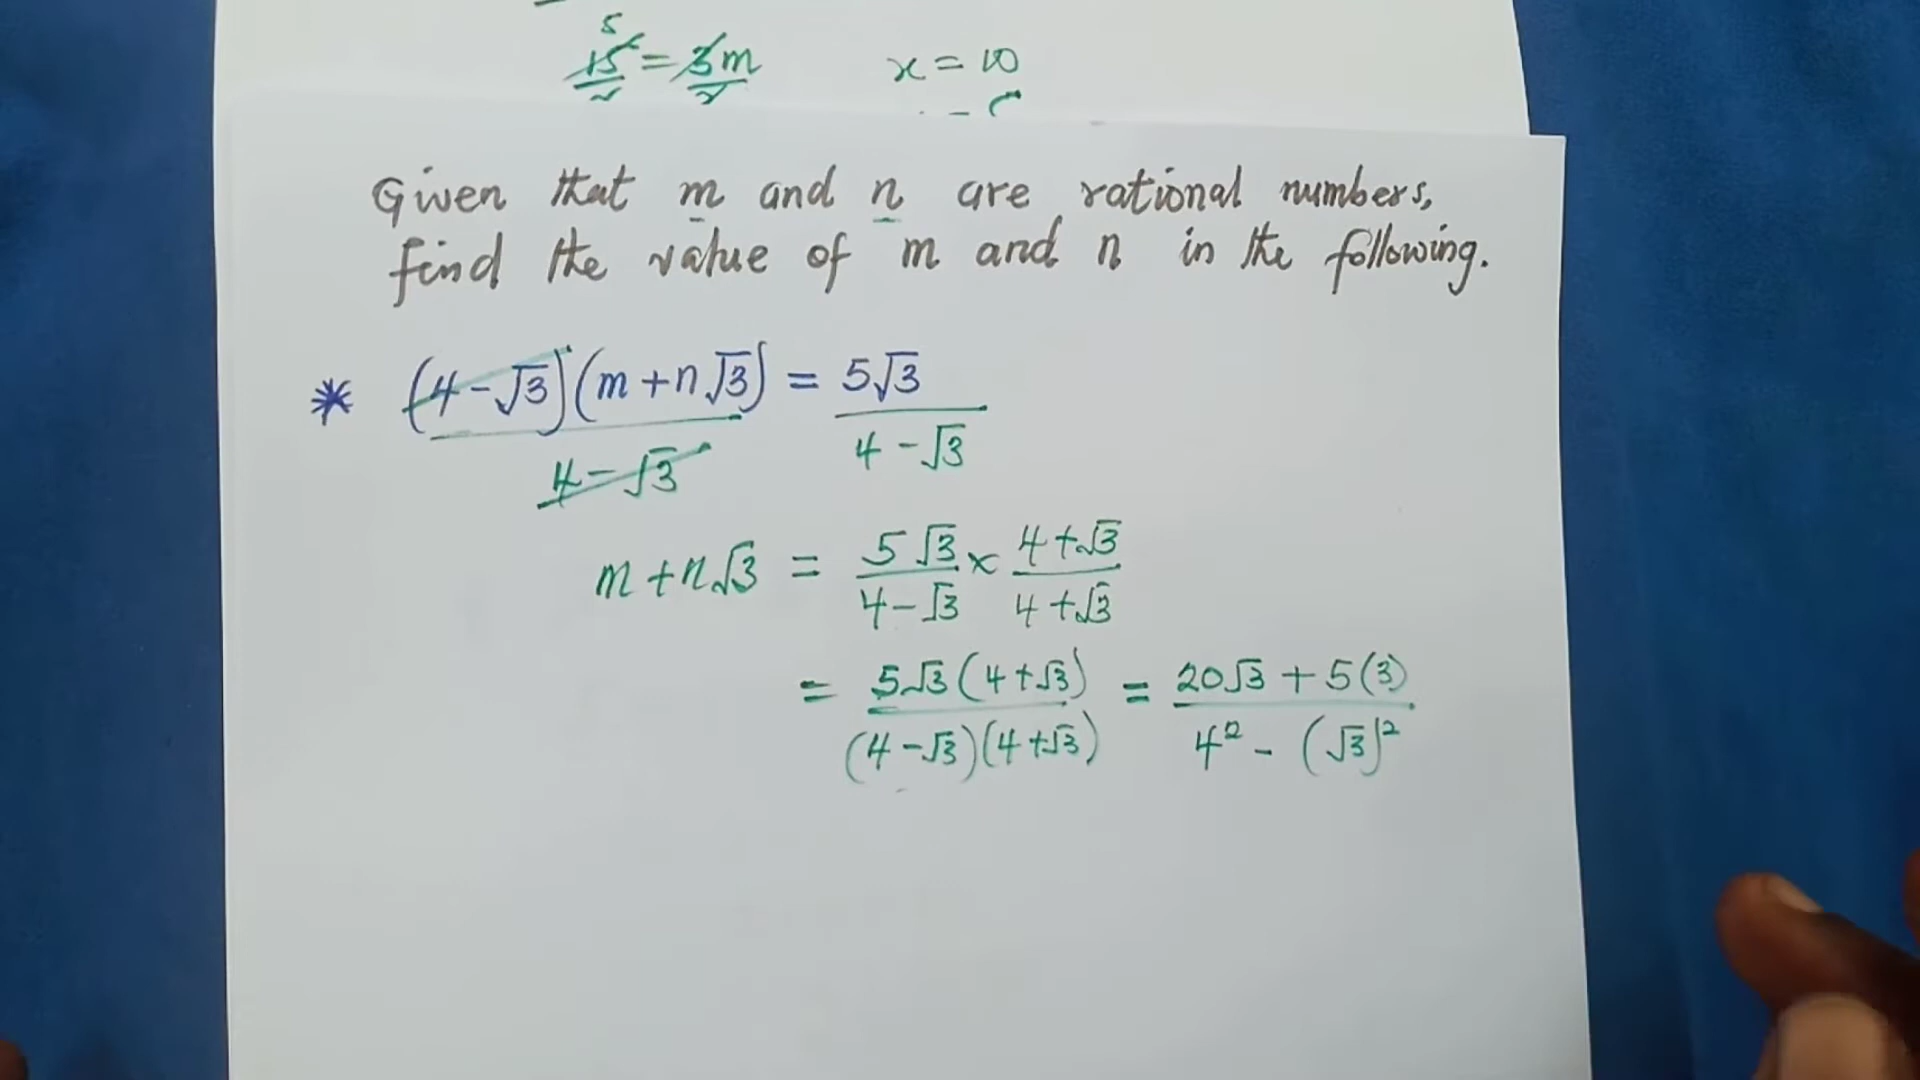 5
15 = 3m x = 10
Given that m and n are rational numbers,
find the value of m and n in the following.
* (4-√3)(m+n√3) = 5√3
4-√3 4-√3
m+n√3 = 5√3/4-√3 x 4+√3/4+√3
= 5√3(4+√3)/(4-√3)(4+√3) = 20√3+5(3)/4²-(√3)²